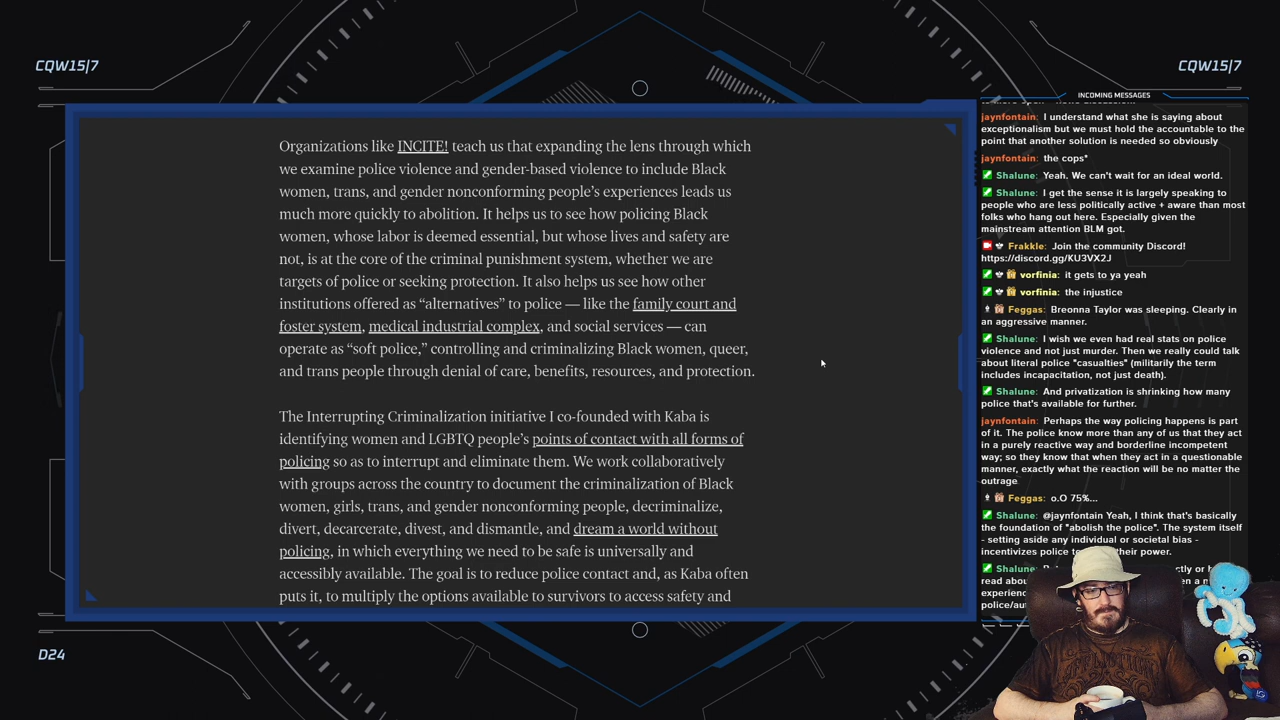 CQW15|7
CQW15|7
INCOMING MESSAGES
Organizations like INCITE! teach us that expanding the lens through which
we examine police violence and gender-based violence to include Black
women, trans, and gender nonconforming people's experiences leads us
much more quickly to abolition. It helps us to see how policing Black
women, whose labor is deemed essential, but whose lives and safety are
not, is at the core of the criminal punishment system, whether we are
targets of police or seeking protection. It also helps us see how other
institutions offered as “alternatives” to police — like the family court and
foster system, medical industrial complex, and social services — can
operate as “soft police,” controlling and criminalizing Black women, queer,
and trans people through denial of care, benefits, resources, and protection.
The Interrupting Criminalization initiative I co-founded with Kaba is
identifying women and LGBTQ people's points of contact with all forms of
policing so as to interrupt and eliminate them. We work collaboratively
with groups across the country to document the criminalization of Black
women, girls, trans, and gender nonconforming people, decriminalize,
divert, decarcerate, divest, and dismantle, and dream a world without
policing, in which everything we need to be safe is universally and
accessibly available. The goal is to reduce police contact and, as Kaba often
puts it, to multiply the options available to survivors to access safety and
jaynfontain: I understand what she is saying about
exceptionalism but we must hold the accountable to the
point that another solution is needed so obviously
jaynfontain: the cops*
Shalune: Yeah. We can't wait for an ideal world.
Shalune: I get the sense it is largely speaking to
people who are less politically active + aware than most
folks who hang out here. Especially given the
mainstream attention BLM got.
Frakkle: Join the community Discord!
https://discord.gg/KU3VX2J
vorfinia: it gets to ya yeah
vorfinia: the injustice
Feggas: Breonna Taylor was sleeping. Clearly in
an aggressive manner.
Shalune: I wish we even had real stats on police
violence and not just murder. Then we really could talk
about literal police "casualties" (militarily the term
includes incapacitation, not just death).
Shalune: And privatization is shrinking how many
police that's available for further.
jaynfontain: Perhaps the way policing happens is part
of it. The police know more than any of us that they act
in a purely reactive way and borderline incompetent
way; so they know that when they act in a questionable
manner, exactly what the reaction will be no matter the
outrage
Feggas: o.O 75%...
Shalune: @jaynfontain Yeah, I think that's basically
the foundation of "abolish the police". The system itself
- setting aside any individual or societal bias -
incentivizes police their power.
Shalune:
read
experienc
police/au
D24